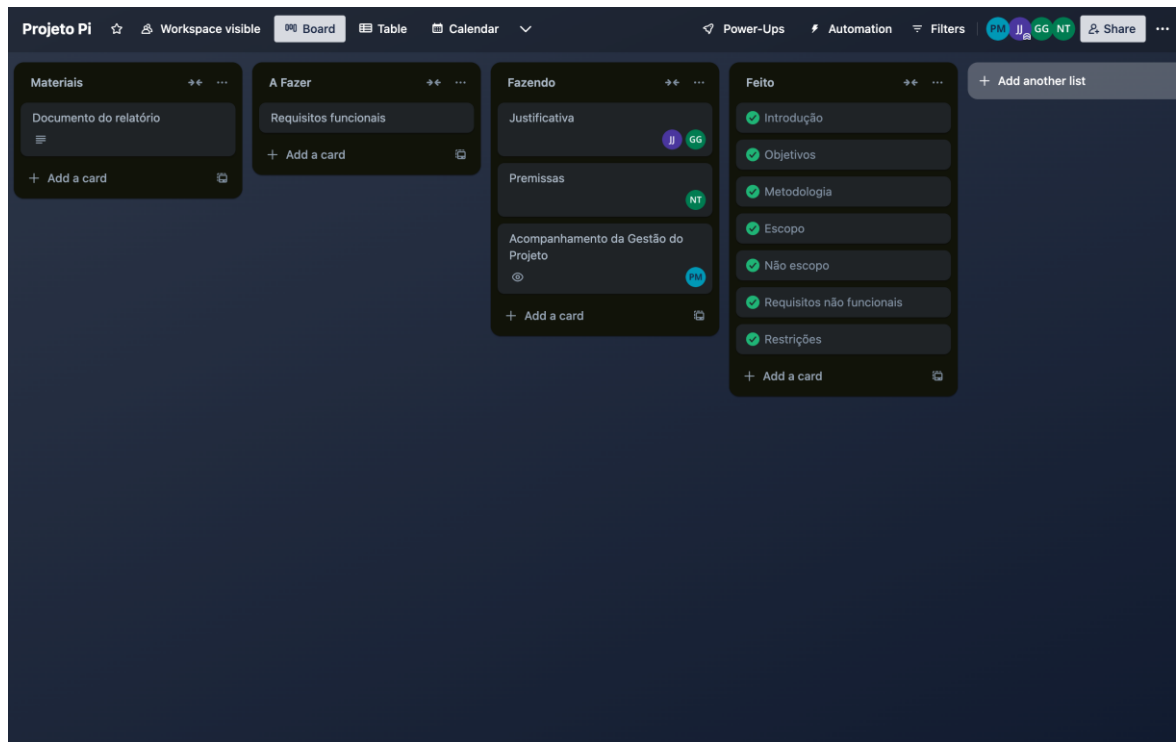 Projeto Pi
Workspace visible
Board
Table
Calendar
Power-Ups
Automation
Filters
PM
JJ
GG
NT
Share
Materiais
Documento do relatório
Add a card
A Fazer
Requisitos funcionais
Add a card
Fazendo
Justificativa
JJ
GG
Premissas
NT
Acompanhamento da Gestão do
Projeto
PM
Add a card
Feito
Introdução
Objetivos
Metodologia
Escopo
Não escopo
Requisitos não funcionais
Restrições
Add a card
Add another list